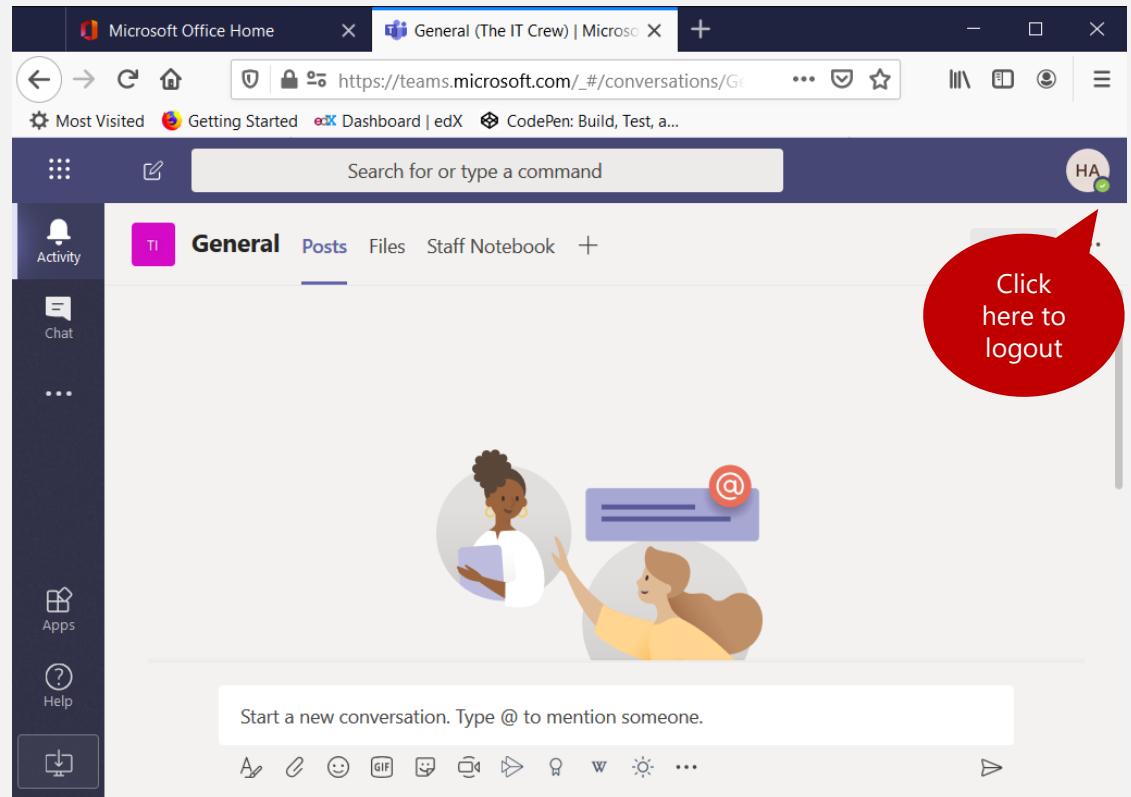 Microsoft Office Home
General (The IT Crew) | Microso
https://teams.microsoft.com/_#/conversations/Ge
Most Visited Getting Started edX Dashboard | edX CodePen: Build, Test, a...
Search for or type a command
HA
Activity
TI General Posts Files Staff Notebook
Click
here to
logout
Chat
@
Apps
Help
Start a new conversation. Type @ to mention someone.
GIF
W